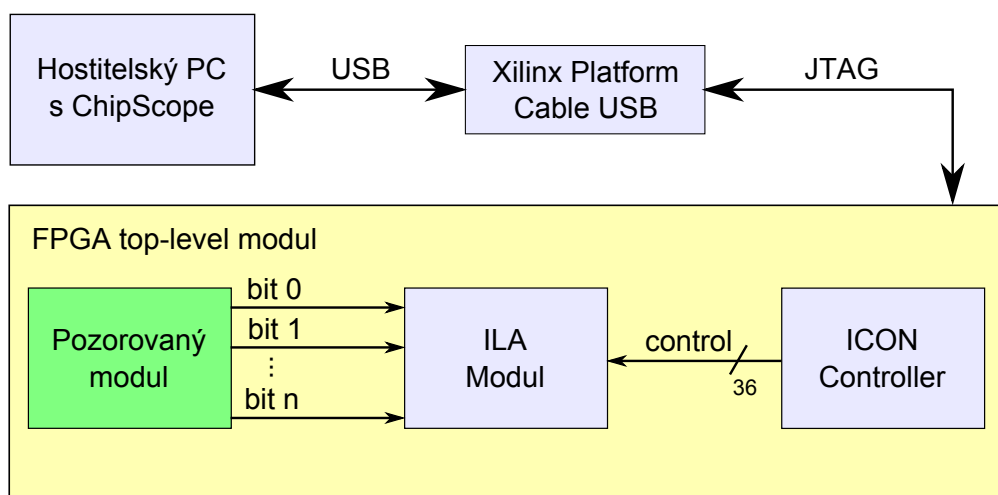 Hostitelský PC
s ChipScope
USB
Xilinx Platform
Cable USB
JTAG
FPGA top-level modul
Pozorovaný
modul
bit 0
bit 1
⋮
bit n
ILA
Modul
control
36
ICON
Controller